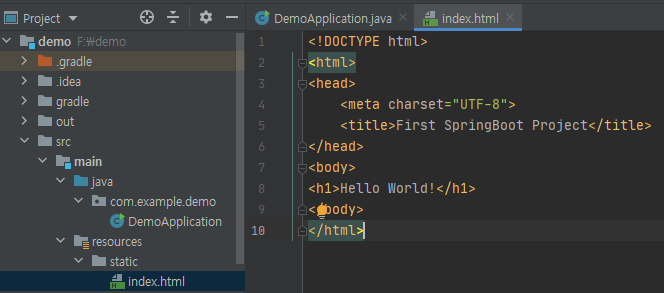 Project
DemoApplication.java
index.html
demo F:₩demo
.gradle
.idea
gradle
out
src
main
java
com.example.demo
DemoApplication
resources
static
index.html
1 <!DOCTYPE html>
2 <html>
3 <head>
4 <meta charset="UTF-8">
5 <title>First SpringBoot Project</title>
6 </head>
7 <body>
8 <h1>Hello World!</h1>
9 </body>
10 </html>